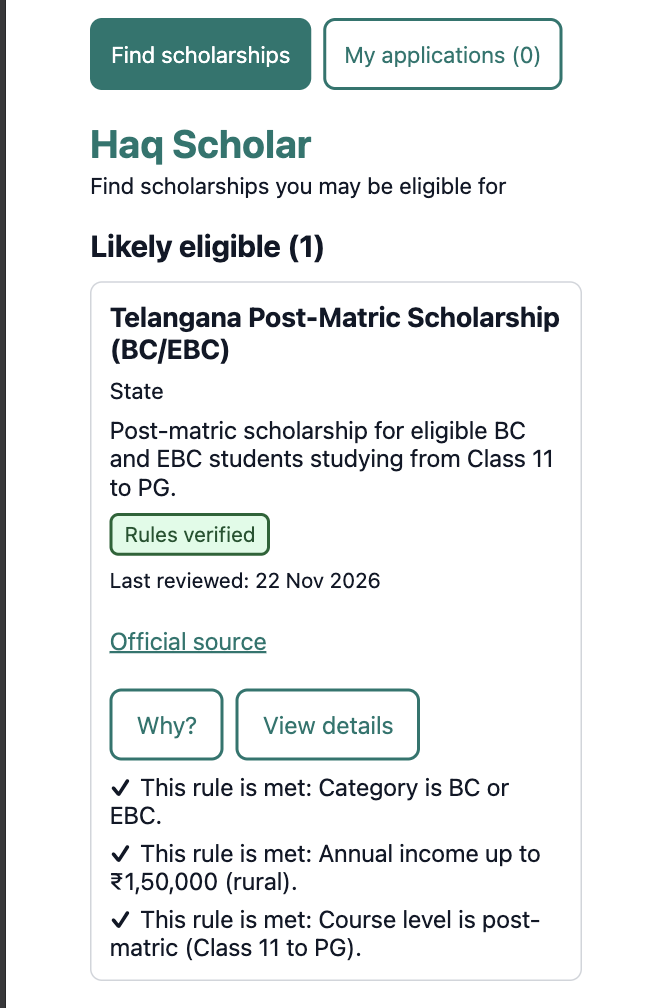 Find scholarships
My applications (0)
Haq Scholar
Find scholarships you may be eligible for
Likely eligible (1)
Telangana Post-Matric Scholarship
(BC/EBC)
State
Post-matric scholarship for eligible BC
and EBC students studying from Class 11
to PG.
Rules verified
Last reviewed: 22 Nov 2026
Official source
Why?
View details
✔ This rule is met: Category is BC or
EBC.
✔ This rule is met: Annual income up to
₹1,50,000 (rural).
✔ This rule is met: Course level is post-
matric (Class 11 to PG).